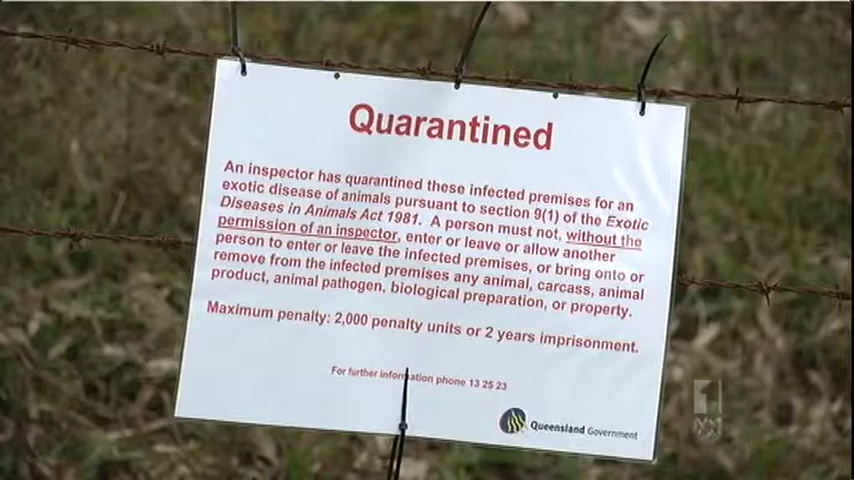 Quarantined
An inspector has quarantined these infected premises for an
exotic disease of animals pursuant to section 9(1) of the Exotic
Diseases in Animals Act 1981. A person must not, without the
permission of an inspector, enter or leave or allow another
person to enter or leave the infected premises, or bring onto or
remove from the infected premises any animal, carcass, animal
product, animal pathogen, biological preparation, or property.
Maximum penalty: 2,000 penalty units or 2 years imprisonment.
For further information phone 13 25 23
Queensland Government
1